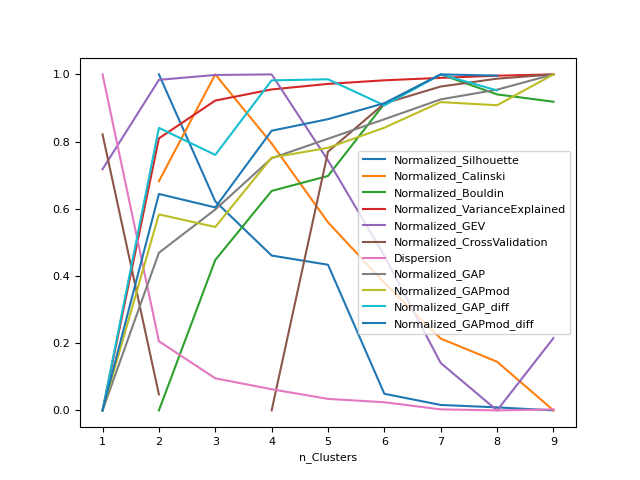 1.0
0.8
0.6
0.4
0.2
0.0
Normalized_Silhouette
Normalized_Calinski
Normalized_Bouldin
Normalized_VarianceExplained
Normalized_GEV
Normalized_CrossValidation
Dispersion
Normalized_GAP
Normalized_GAPmod
Normalized_GAP_diff
Normalized_GAPmod_diff
1 2 3 4 5 6 7 8 9
n_Clusters